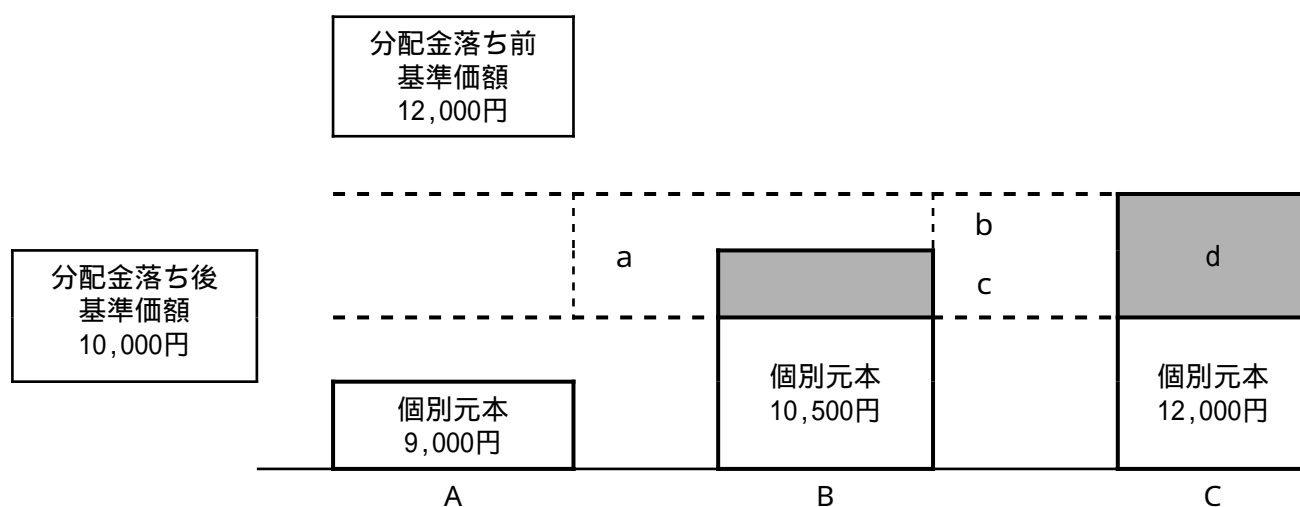 分配金落ち前
基準価額
12,000円
b
a
d
分配金落ち後
基準価額
10,000円
c
個別元本
9,000円
個別元本
10,500円
個別元本
12,000円
A
B
C